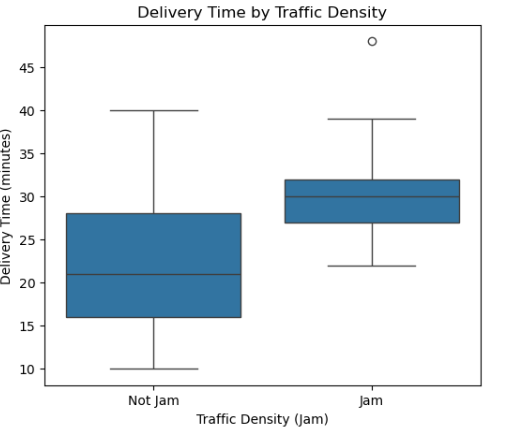 Delivery Time by Traffic Density
Delivery Time (minutes)
45
40
35
30
25
20
15
10
Not Jam
Jam
Traffic Density (Jam)